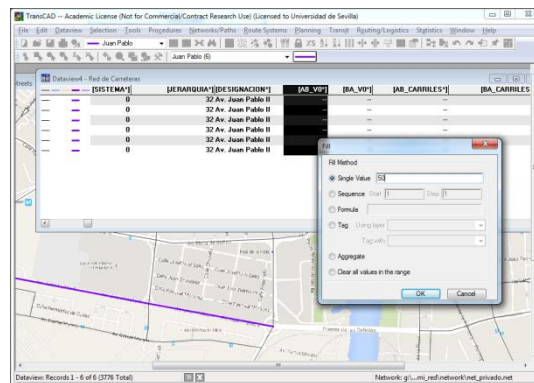 TransCAD -- Academic License (Not for Commercial/Contract Research Use) (Licensed to Universidad de Sevilla)
File Edit Dataview Selection Tools Procedures Networks/Paths Route Systems Planning Transit Routing/Logistics Statistics Window Help
Juan Pablo
Juan Pablo (6)
Dataview4 - Red de Carreteras
[SISTEMA*] [JERARQUIA*] [DESIGNACION*] [AB_V0*] [BA_V0*] [AB_CARRILES*] [BA_CARRILES
0 32 Av. Juan Pablo II -- -- --
0 32 Av. Juan Pablo II -- -- --
0 32 Av. Juan Pablo II -- --
0 32 Av. Juan Pablo II
0 32 Av. Juan Pablo II
0 32 Av. Juan Pablo II
Fill
Fill Method
Single Value 50
Sequence Start 1 Step 1
Formula
Tag Using layer
Tag with
Aggregate
Clear all values in the range
OK Cancel
Dataview: Records 1 - 6 of 6 (3776 Total) Network: g:\...mi_red\network\net_privado.net